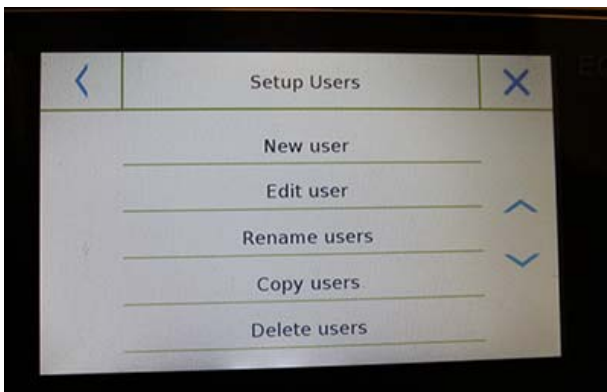 Setup Users
New user
Edit user
Rename users
Copy users
Delete users